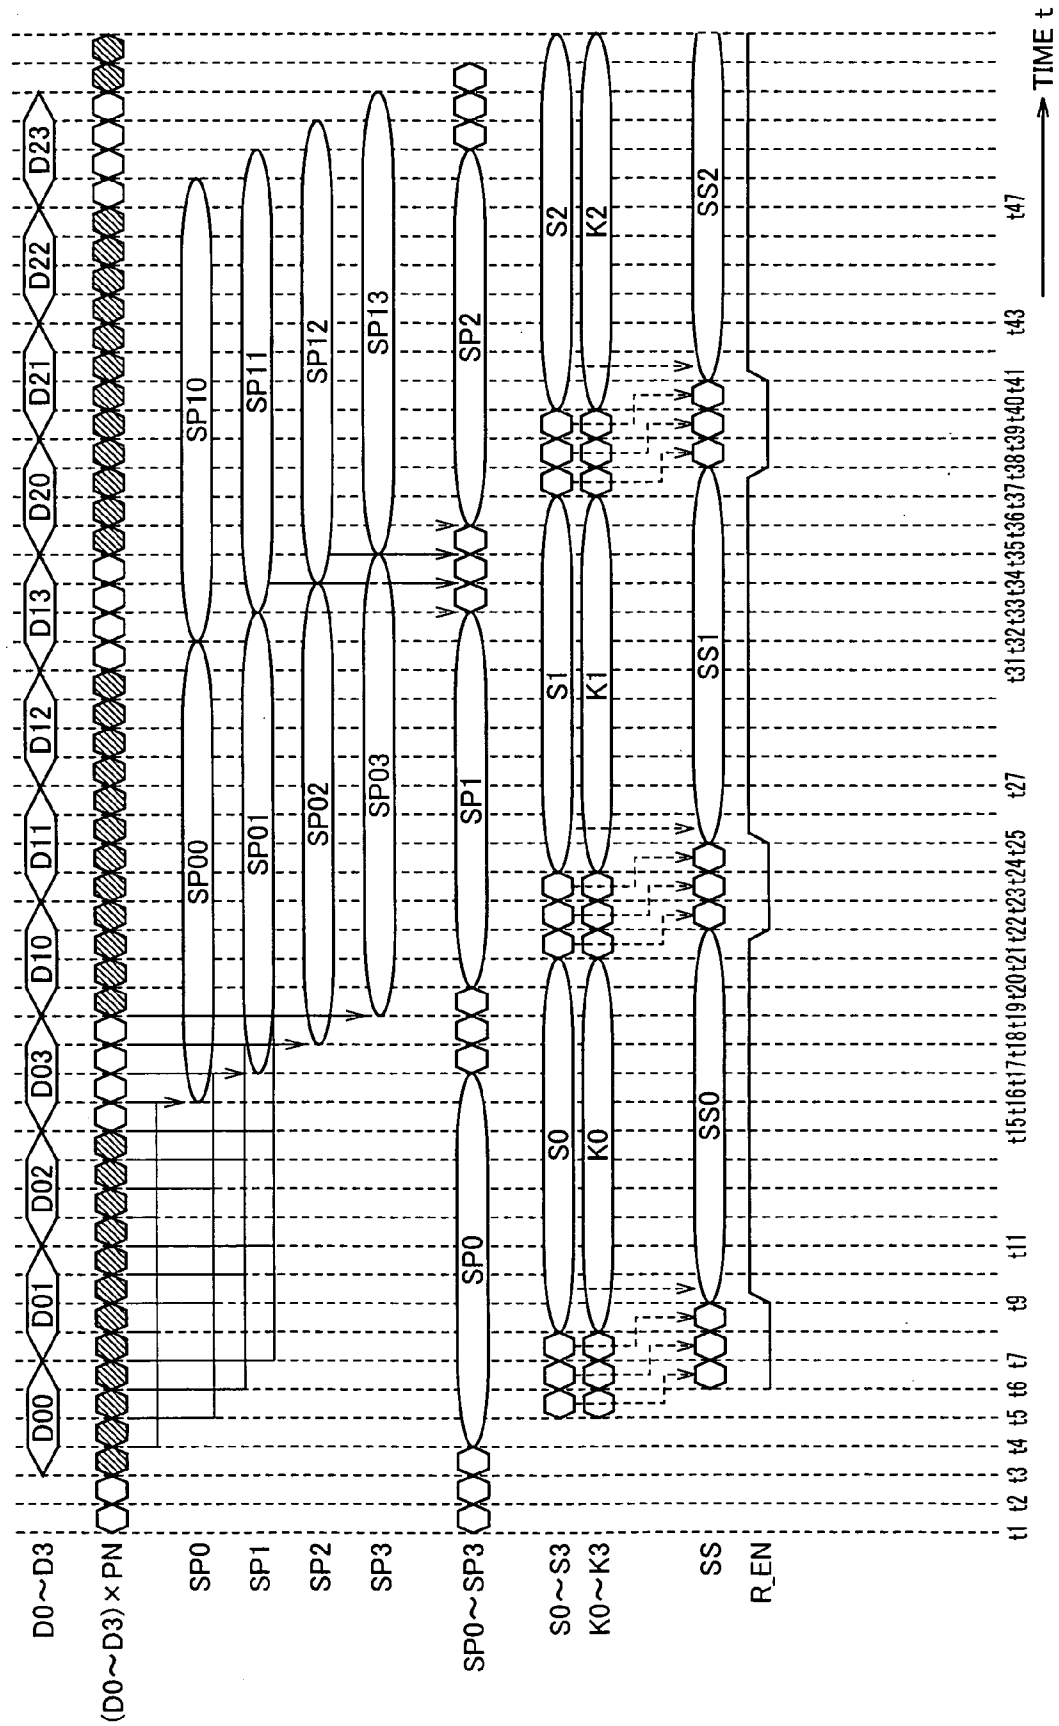 D0~D3 D00 D01 D02 D03 D10 D11 D12 D13 D20 D21 D22 D23
(D0~D3)×PN
SP0 SP00 SP10
SP1 SP01 SP11
SP2 SP02 SP12
SP3 SP03 SP13
SP0~SP3 SP0 SP1 SP2
S0~S3 S0 S1 S2
K0~K3 K0 K1 K2
SS SS0 SS1 SS2
R_EN
t1 t2 t3 t4 t5 t6 t7 t9 t11 t15 t16 t17 t18 t19 t20 t21 t22 t23 t24 t25 t27 t31 t32 t33 t34 t35 t36 t37 t38 t39 t40 t41 t43 t47
TIME t